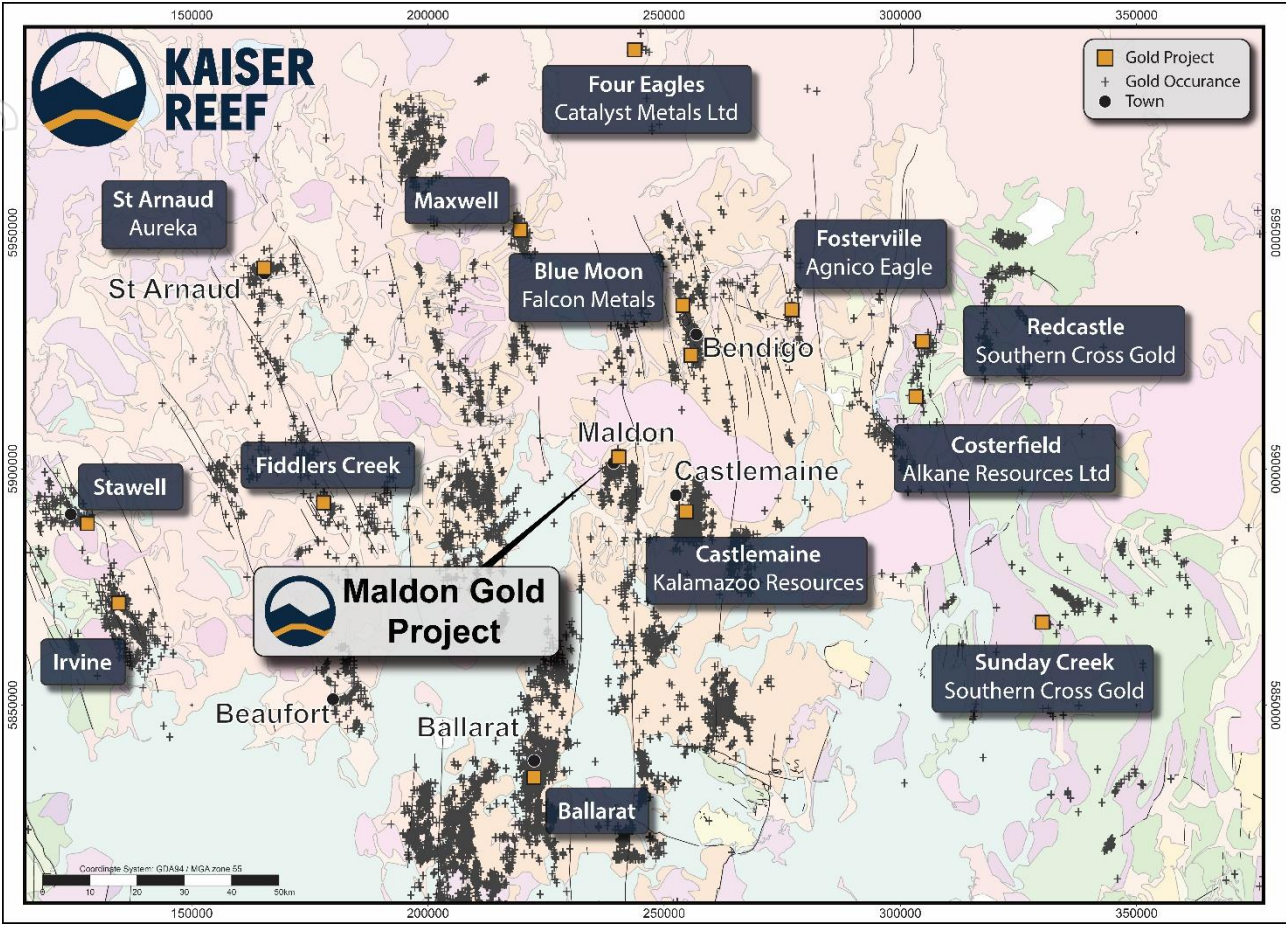 150000
200000
250000
300000
350000
KAISER
REEF
Four Eagles
Catalyst Metals Ltd
Gold Project
Gold Occurance
Town
St Arnaud
Aureka
Maxwell
5950000
5950000
Fosterville
Agnico Eagle
Blue Moon
Falcon Metals
St Arnaud
Redcastle
Southern Cross Gold
Bendigo
Maldon
Castlemaine
Costerfield
Alkane Resources Ltd
Fiddlers Creek
Stawell
5900000
5900000
Castlemaine
Kalamazoo Resources
Maldon Gold
Project
Irvine
Sunday Creek
Southern Cross Gold
Beaufort
Ballarat
5850000
5850000
Ballarat
Coordinate System: GDA94 / MGA zone 55
0
10
20
30
40
50km
150000
200000
250000
300000
350000